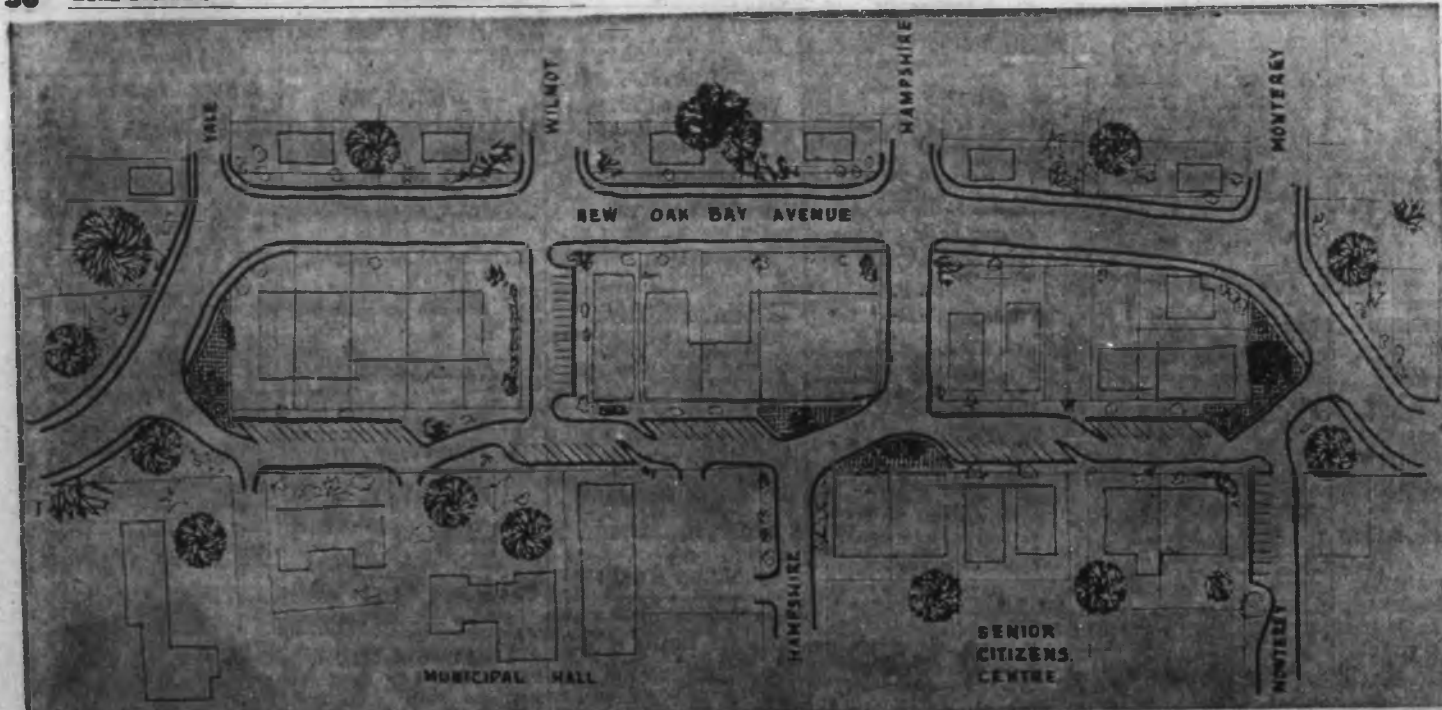 YALE
WILMOT
HAMPSHIRE
MONTEREY
NEW OAK BAY AVENUE
HAMPSHIRE
MONTEREY
SENIOR
CITIZENS.
CENTRE
MUNICIPAL HALL